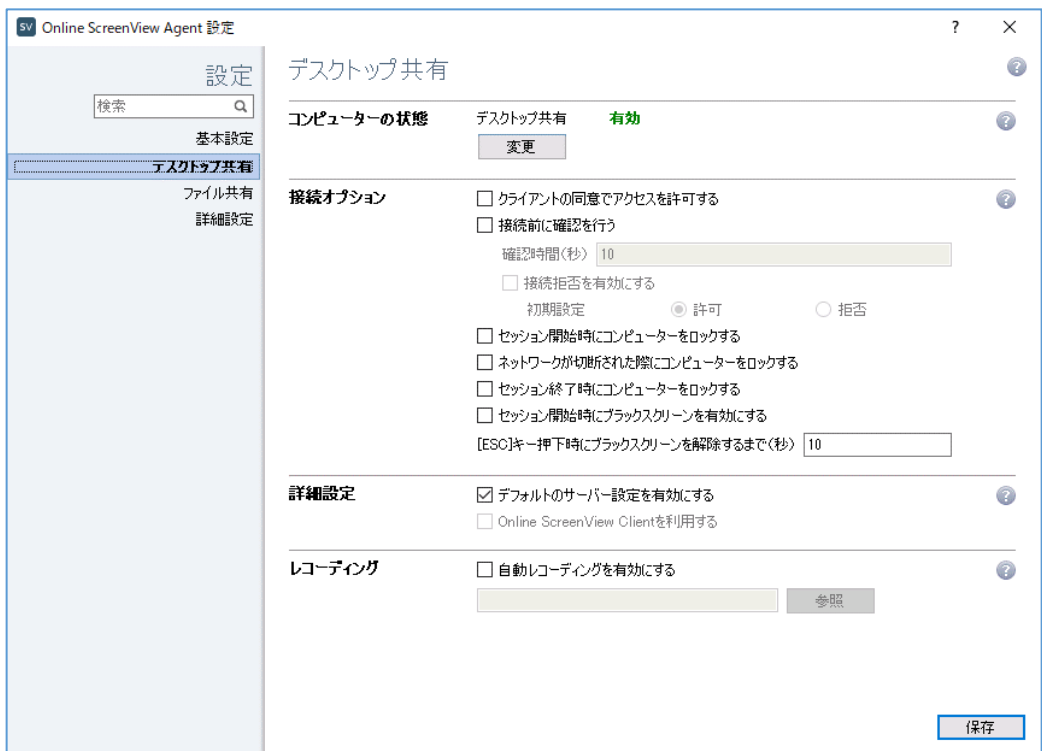 SV Online ScreenView Agent 設定 ?
設定
検索
基本設定
デスクトップ共有
ファイル共有
詳細設定
デスクトップ共有 ?
コンピューターの状態 デスクトップ共有 有効 ?
変更
接続オプション クライアントの同意でアクセスを許可する ?
接続前に確認を行う
確認時間(秒) 10
接続拒否を有効にする
初期設定 許可 拒否
セッション開始時にコンピューターをロックする
ネットワークが切断された際にコンピューターをロックする
セッション終了時にコンピューターをロックする
セッション開始時にブラックスクリーンを有効にする
[ESC]キー押下時にブラックスクリーンを解除するまで(秒) 10
詳細設定 デフォルトのサーバー設定を有効にする ?
Online ScreenView Clientを利用する
レコーディング 自動レコーディングを有効にする ?
参照
保存